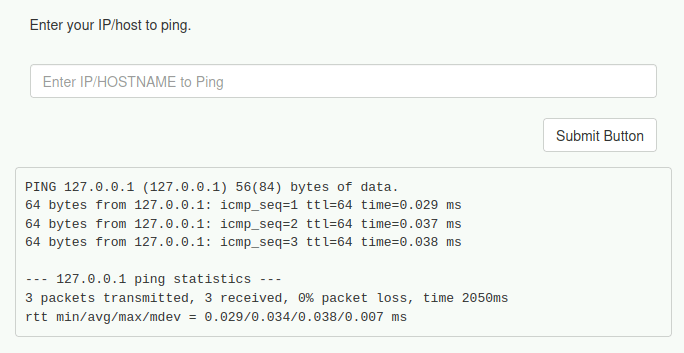 Enter your IP/host to ping.
Enter IP/HOSTNAME to Ping
Submit Button
PING 127.0.0.1 (127.0.0.1) 56(84) bytes of data.
64 bytes from 127.0.0.1: icmp_seq=1 ttl=64 time=0.029 ms
64 bytes from 127.0.0.1: icmp_seq=2 ttl=64 time=0.037 ms
64 bytes from 127.0.0.1: icmp_seq=3 ttl=64 time=0.038 ms
--- 127.0.0.1 ping statistics ---
3 packets transmitted, 3 received, 0% packet loss, time 2050ms
rtt min/avg/max/mdev = 0.029/0.034/0.038/0.007 ms